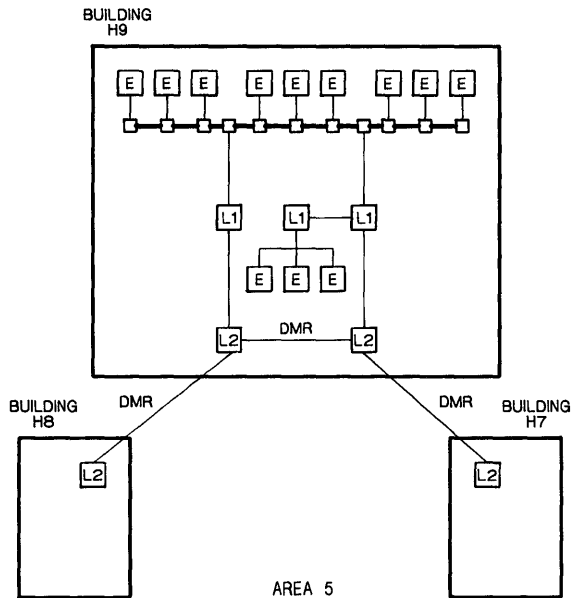 BUILDING
H9
E E E E E E E E E
L1 L1 L1
E E E
DMR
L2 L2
DMR DMR
BUILDING
H8
BUILDING
H7
L2 L2
AREA 5